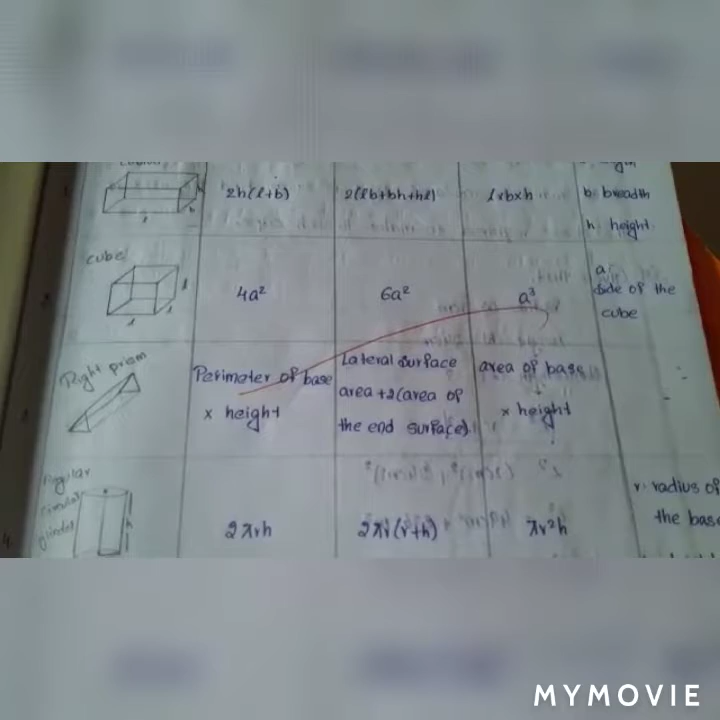 2h(l+b)
2(lb+bh+hl)
l×b×h
b: breadth
h: height
cube
4a²
6a²
a³
a:
side of the
cube
Right prism
Perimeter of base
× height
Lateral surface
area + 2(area of
the end surface)
area of base
× height
4.
cylinder
h
2πrh
2πr(r+h)
πr²h
r: radius of
the base
MYMOVIE